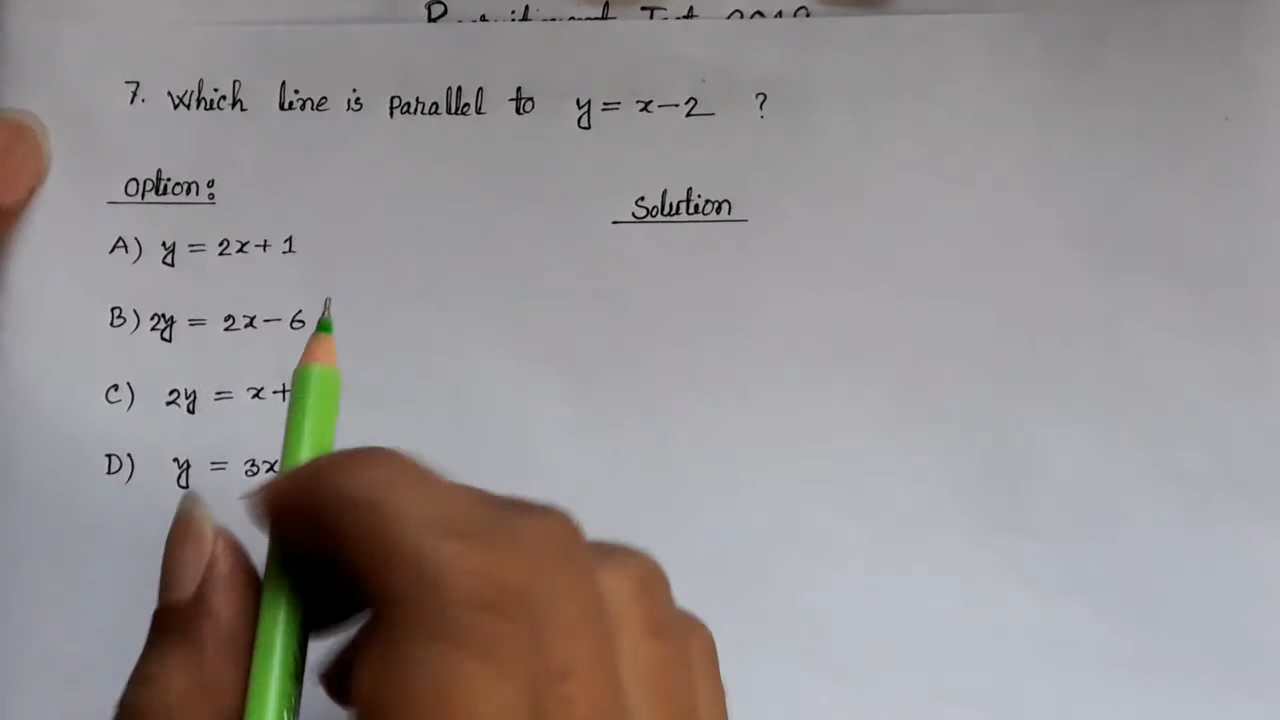 7. Which line is parallel to y = x-2 ?
Option:
Solution
A) y = 2x+ 1
B) 2y = 2x-6
C) 2y = x+
D) y = 3x